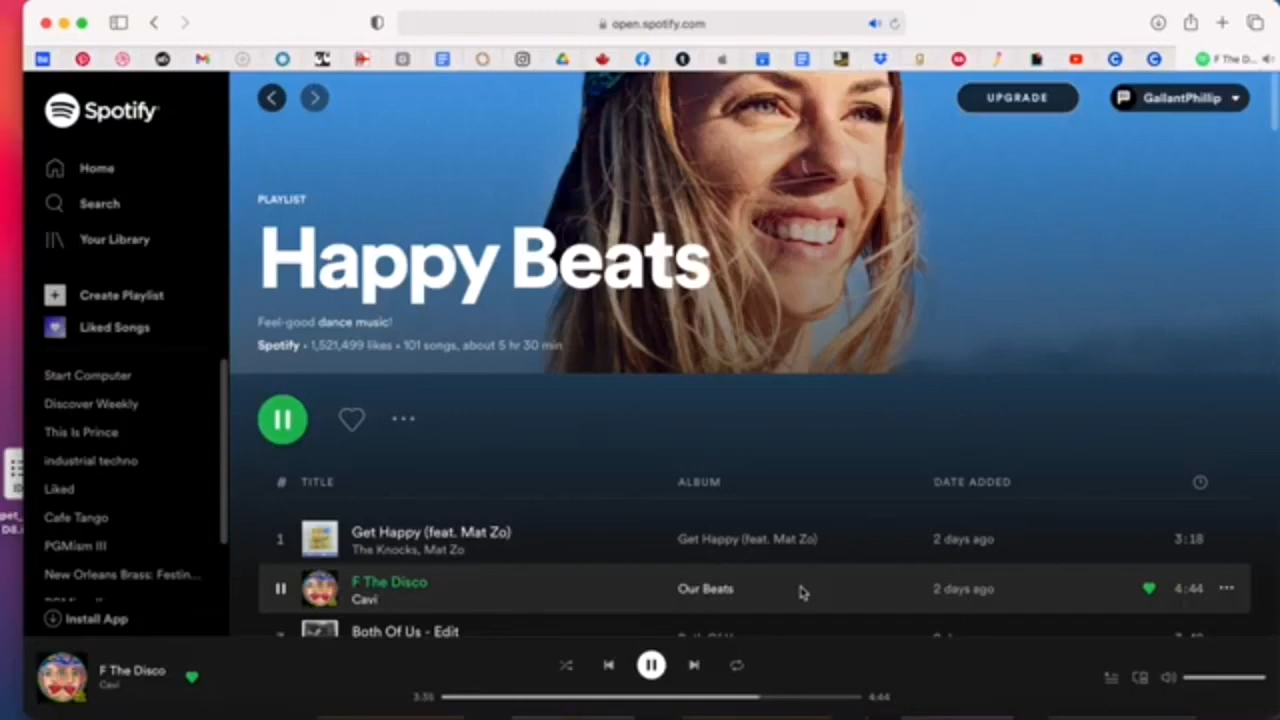 open.spotify.com
F The D...
Spotify
UPGRADE
GallantPhillip
Home
Search
Your Library
Create Playlist
Liked Songs
Start Computer
Discover Weekly
This Is Prince
industrial techno
Liked
Cafe Tango
PGMism III
New Orleans Brass: Festin...
Install App
PLAYLIST
Happy Beats
Feel-good dance music!
Spotify • 1,521,499 likes • 101 songs, about 5 hr 30 min
# TITLE ALBUM DATE ADDED
1 Get Happy (feat. Mat Zo) Get Happy (feat. Mat Zo) 2 days ago 3:18
The Knocks, Mat Zo
F The Disco Our Beats 2 days ago 4:44
Cavi
Both Of Us - Edit
F The Disco
Cavi
3:35 4:44